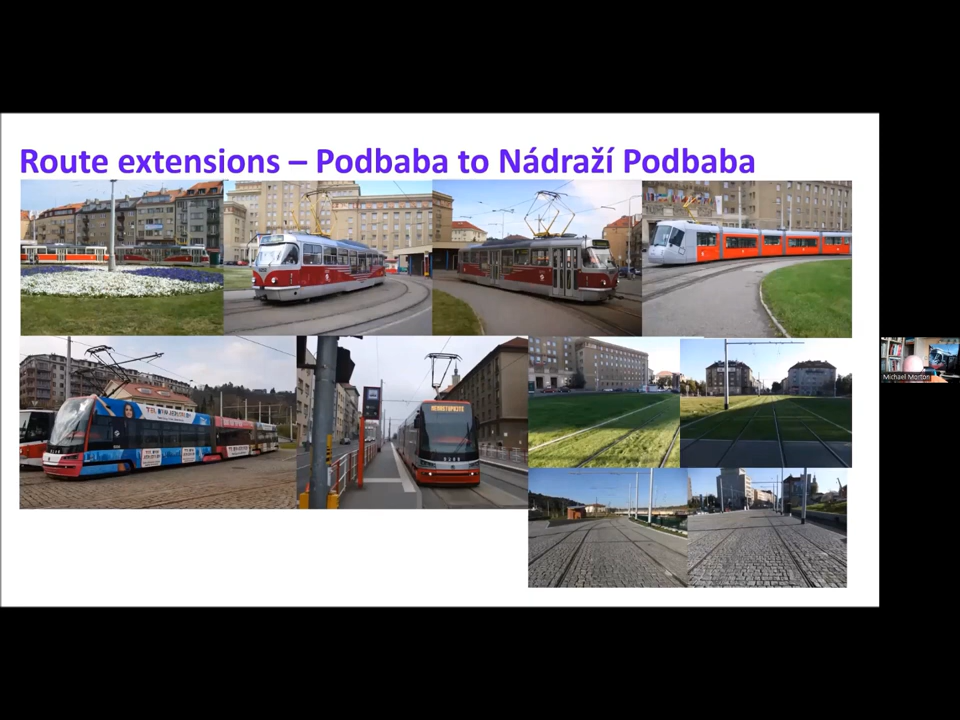 Route extensions – Podbaba to Nádraží Podbaba
Michael Morton